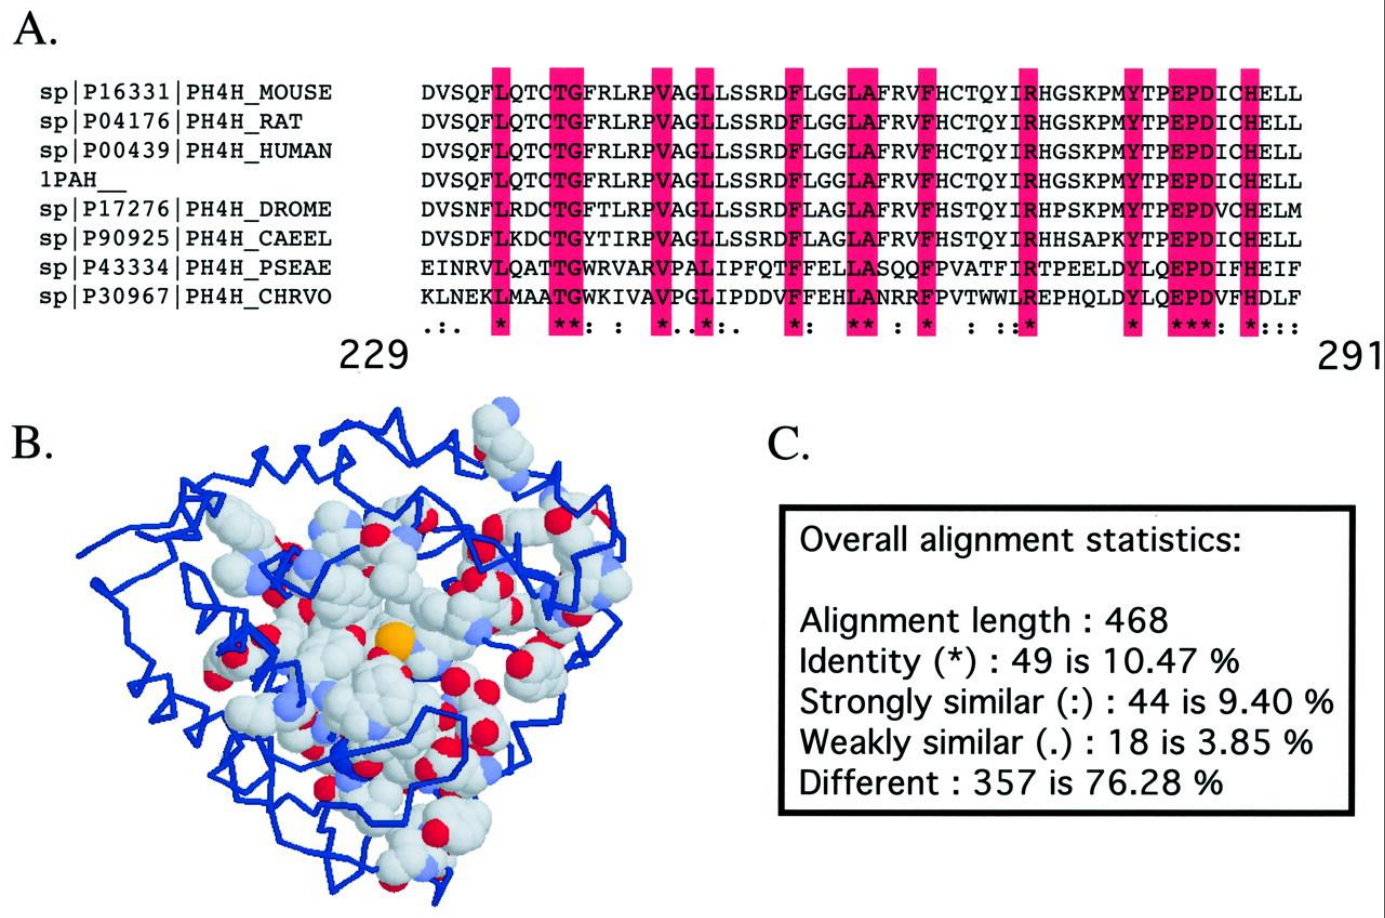 A.
sp|P16331|PH4H_MOUSE DVSQFLQTCTGFRLRPVAGLLSSRDFLGGLAFRVFHCTQYIRHGSKPMYTPEPDICHELL
sp|P04176|PH4H_RAT DVSQFLQTCTGFRLRPVAGLLSSRDFLGGLAFRVFHCTQYIRHGSKPMYTPEPDICHELL
sp|P00439|PH4H_HUMAN DVSQFLQTCTGFRLRPVAGLLSSRDFLGGLAFRVFHCTQYIRHGSKPMYTPEPDICHELL
1PAH__ DVSQFLQTCTGFRLRPVAGLLSSRDFLGGLAFRVFHCTQYIRHGSKPMYTPEPDICHELL
sp|P17276|PH4H_DROME DVSNFLRDCTGFTLRPVAGLLSSRDFLAGLAFRVFHSTQYIRHPSKPMYTPEPDVCHELM
sp|P90925|PH4H_CAEEL DVSDFLKDCTGYTIRPVAGLLSSRDFLAGLAFRVFHSTQYIRHHSAPKYTPEPDICHELL
sp|P43334|PH4H_PSEAE EINRVLQATTGWRVARVPALIPFQTFFELLASQQFPVATFIRTPEELDYLQEPDIFHEIF
sp|P30967|PH4H_CHRVO KLNEKLMAATGWKIVAVPGLIPDDVFFEHLANRRFPVTWWLREPHQLDYLQEPDVFHDLF
.:. * **: : *..*:. *: ** : * : ::* * ***: *:::
229 291
B.
C.
Overall alignment statistics:
Alignment length : 468
Identity (*) : 49 is 10.47 %
Strongly similar (:) : 44 is 9.40 %
Weakly similar (.) : 18 is 3.85 %
Different : 357 is 76.28 %